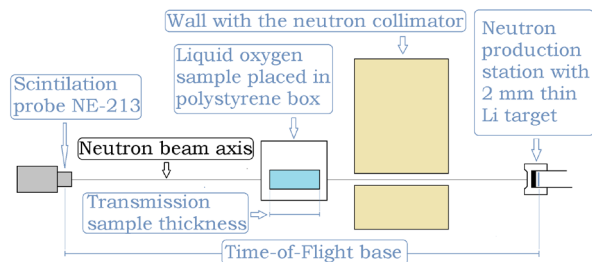 Wall with the neutron collimator
Liquid oxygen
sample placed in
polystyrene box
Neutron
production
station with
2 mm thin
Li target
Scintilation
probe NE-213
Neutron beam axis
Transmission
sample thickness
Time-of-Flight base